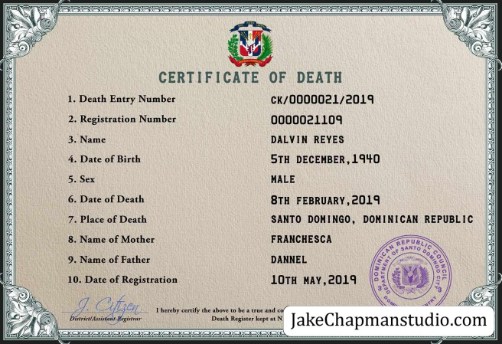 CERTIFICATE OF DEATH
1. Death Entry Number CK/0000021/2019
2. Registration Number 0000021109
3. Name DALVIN REYES
4. Date of Birth 5TH DECEMBER,1940
5. Sex MALE
6. Date of Death 8TH FEBRUARY,2019
7. Place of Death SANTO DOMINGO, DOMINICAN REPUBLIC
8. Name of Mother FRANCHESCA
9. Name of Father DANNEL
10. Date of Registration 10TH MAY,2019
DOMINICAN REPUBLIC COUNCIL
DEPARTMENT OF SANTO DOMINGO CITY
J. Citizen
District/Assistant Registrar
I hereby certify the above to be a true and
Death Register kept at
JakeChapmanstudio.com